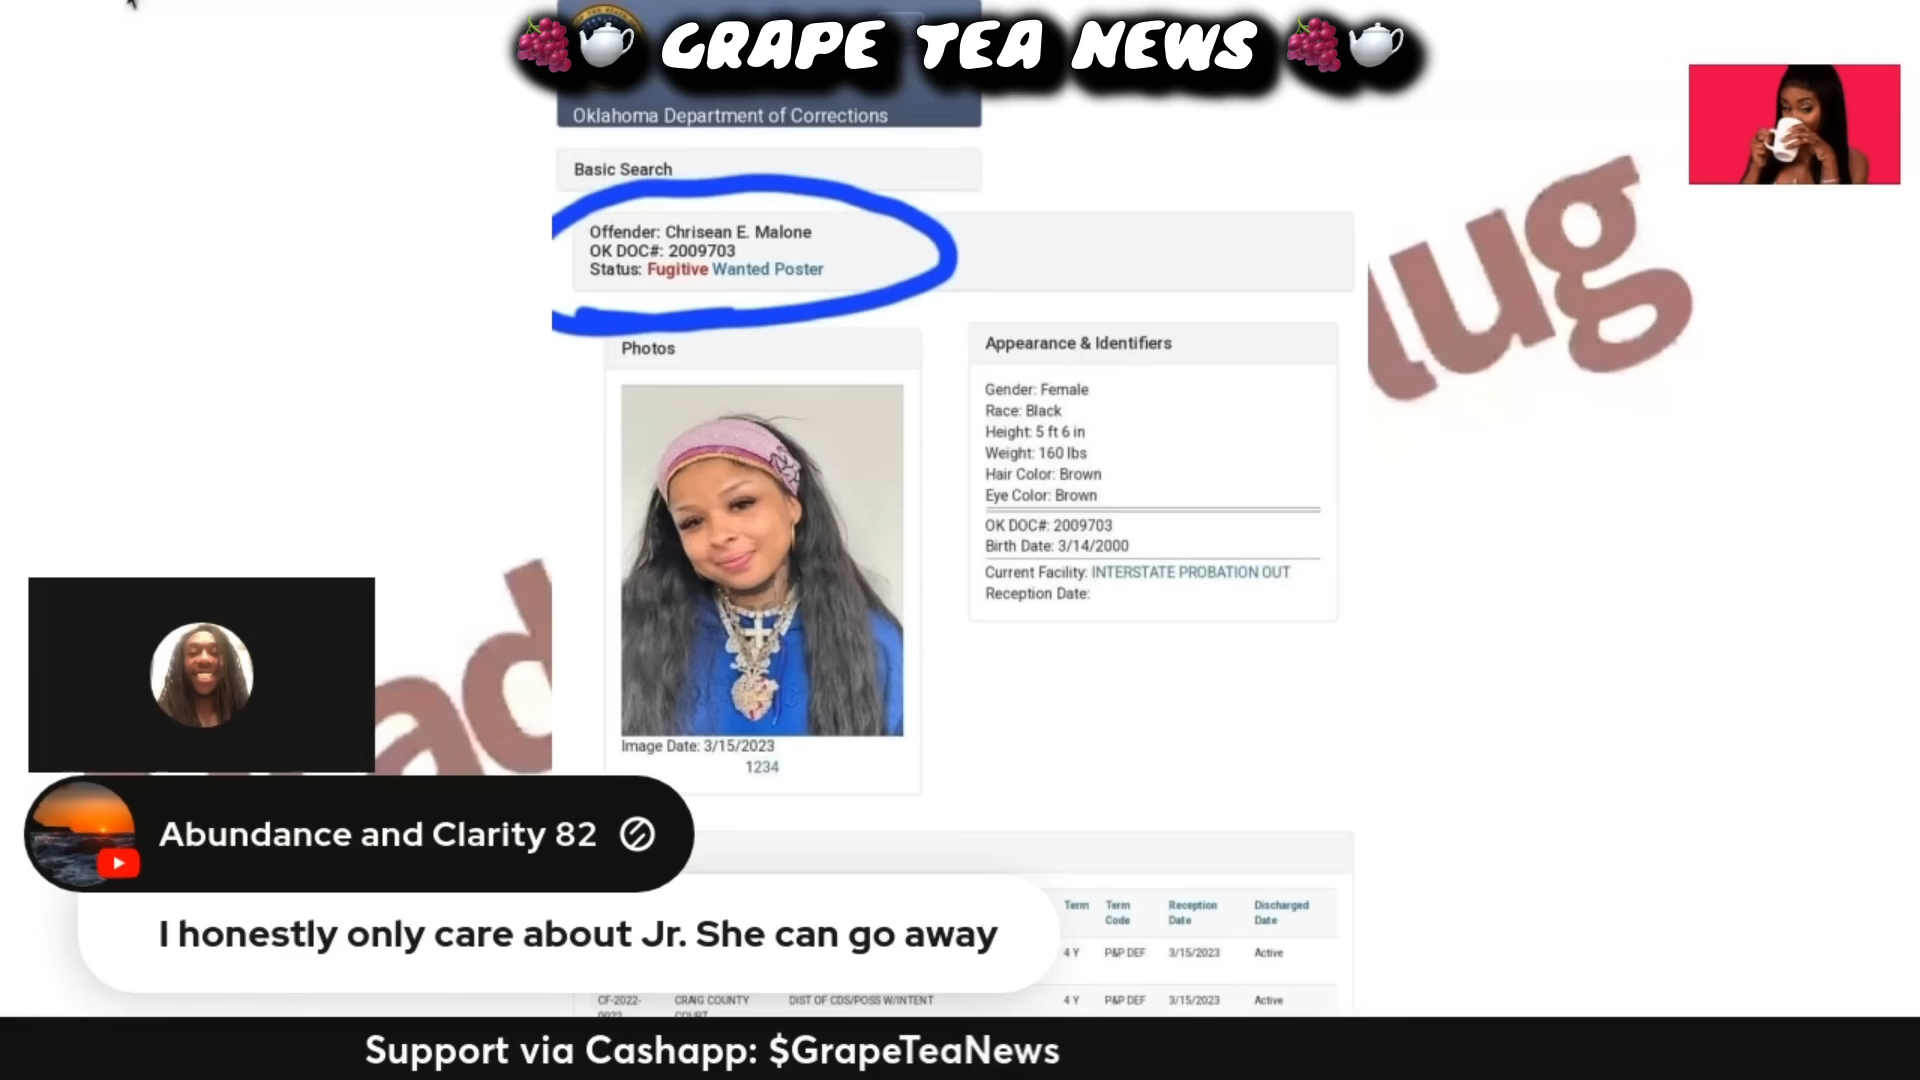 GRAPE TEA NEWS
Oklahoma Department of Corrections
Basic Search
Offender: Chrisean E. Malone
OK DOC#: 2009703
Status: Fugitive Wanted Poster
Photos
Image Date: 3/15/2023
1234
Appearance & Identifiers
Gender: Female
Race: Black
Height: 5 ft 6 in
Weight: 160 lbs
Hair Color: Brown
Eye Color: Brown
OK DOC#: 2009703
Birth Date: 3/14/2000
Current Facility: INTERSTATE PROBATION OUT
Reception Date:
lug
ad
Abundance and Clarity 82
I honestly only care about Jr. She can go away
Term Term Code Reception Date Discharged Date
4 Y P&P DEF 3/15/2023 Active
CF-2022- CRAIG COUNTY DIST OF CDS/POSS W/INTENT 4 Y P&P DEF 3/15/2023 Active
Support via Cashapp: $GrapeTeaNews